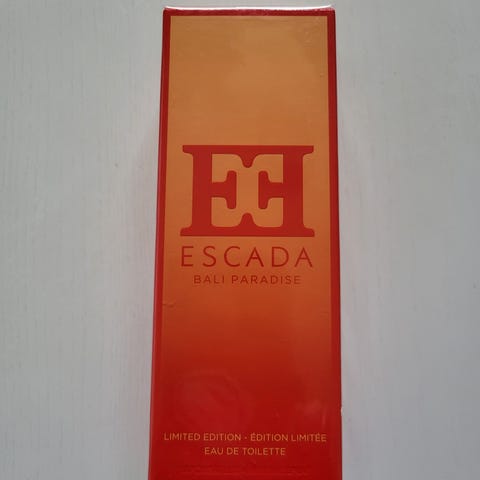 ESCADA
BALI PARADISE
LIMITED EDITION - ÉDITION LIMITÉE
EAU DE TOILETTE